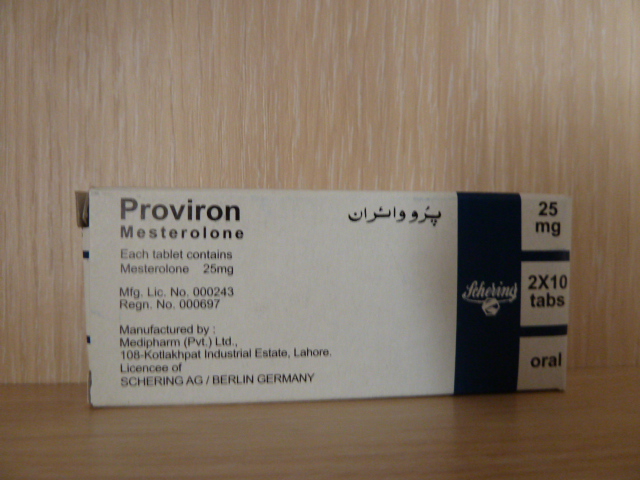 Proviron
Mesterolone
پرووائران
Each tablet contains
Mesterolone 25mg
Mfg. Lic. No. 000243
Regn. No. 000697
Manufactured by :
Medipharm (Pvt.) Ltd.,
108-Kotlakhpat Industrial Estate, Lahore.
Licencee of
SCHERING AG / BERLIN GERMANY
Schering
25
mg
2X10
tabs
oral